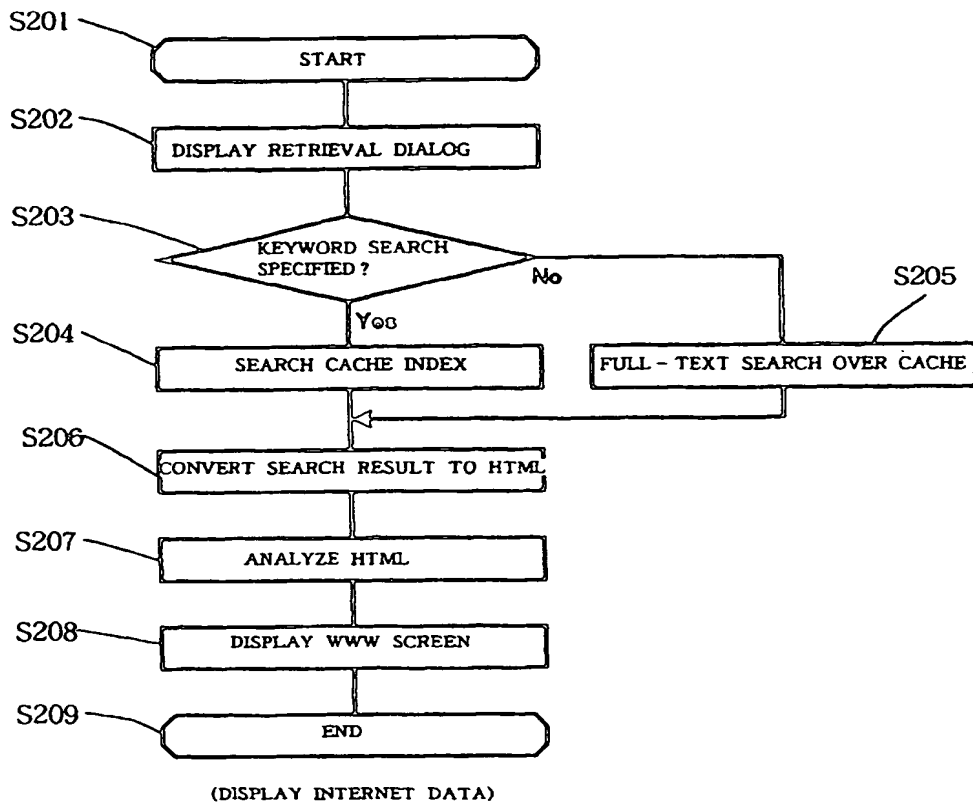 S201
START
S202
DISPLAY RETRIEVAL DIALOG
S203
KEYWORD SEARCH
SPECIFIED?
No
Yes
S204
SEARCH CACHE INDEX
S205
FULL-TEXT SEARCH OVER CACHE
S206
CONVERT SEARCH RESULT TO HTML
S207
ANALYZE HTML
S208
DISPLAY WWW SCREEN
S209
END
(DISPLAY INTERNET DATA)